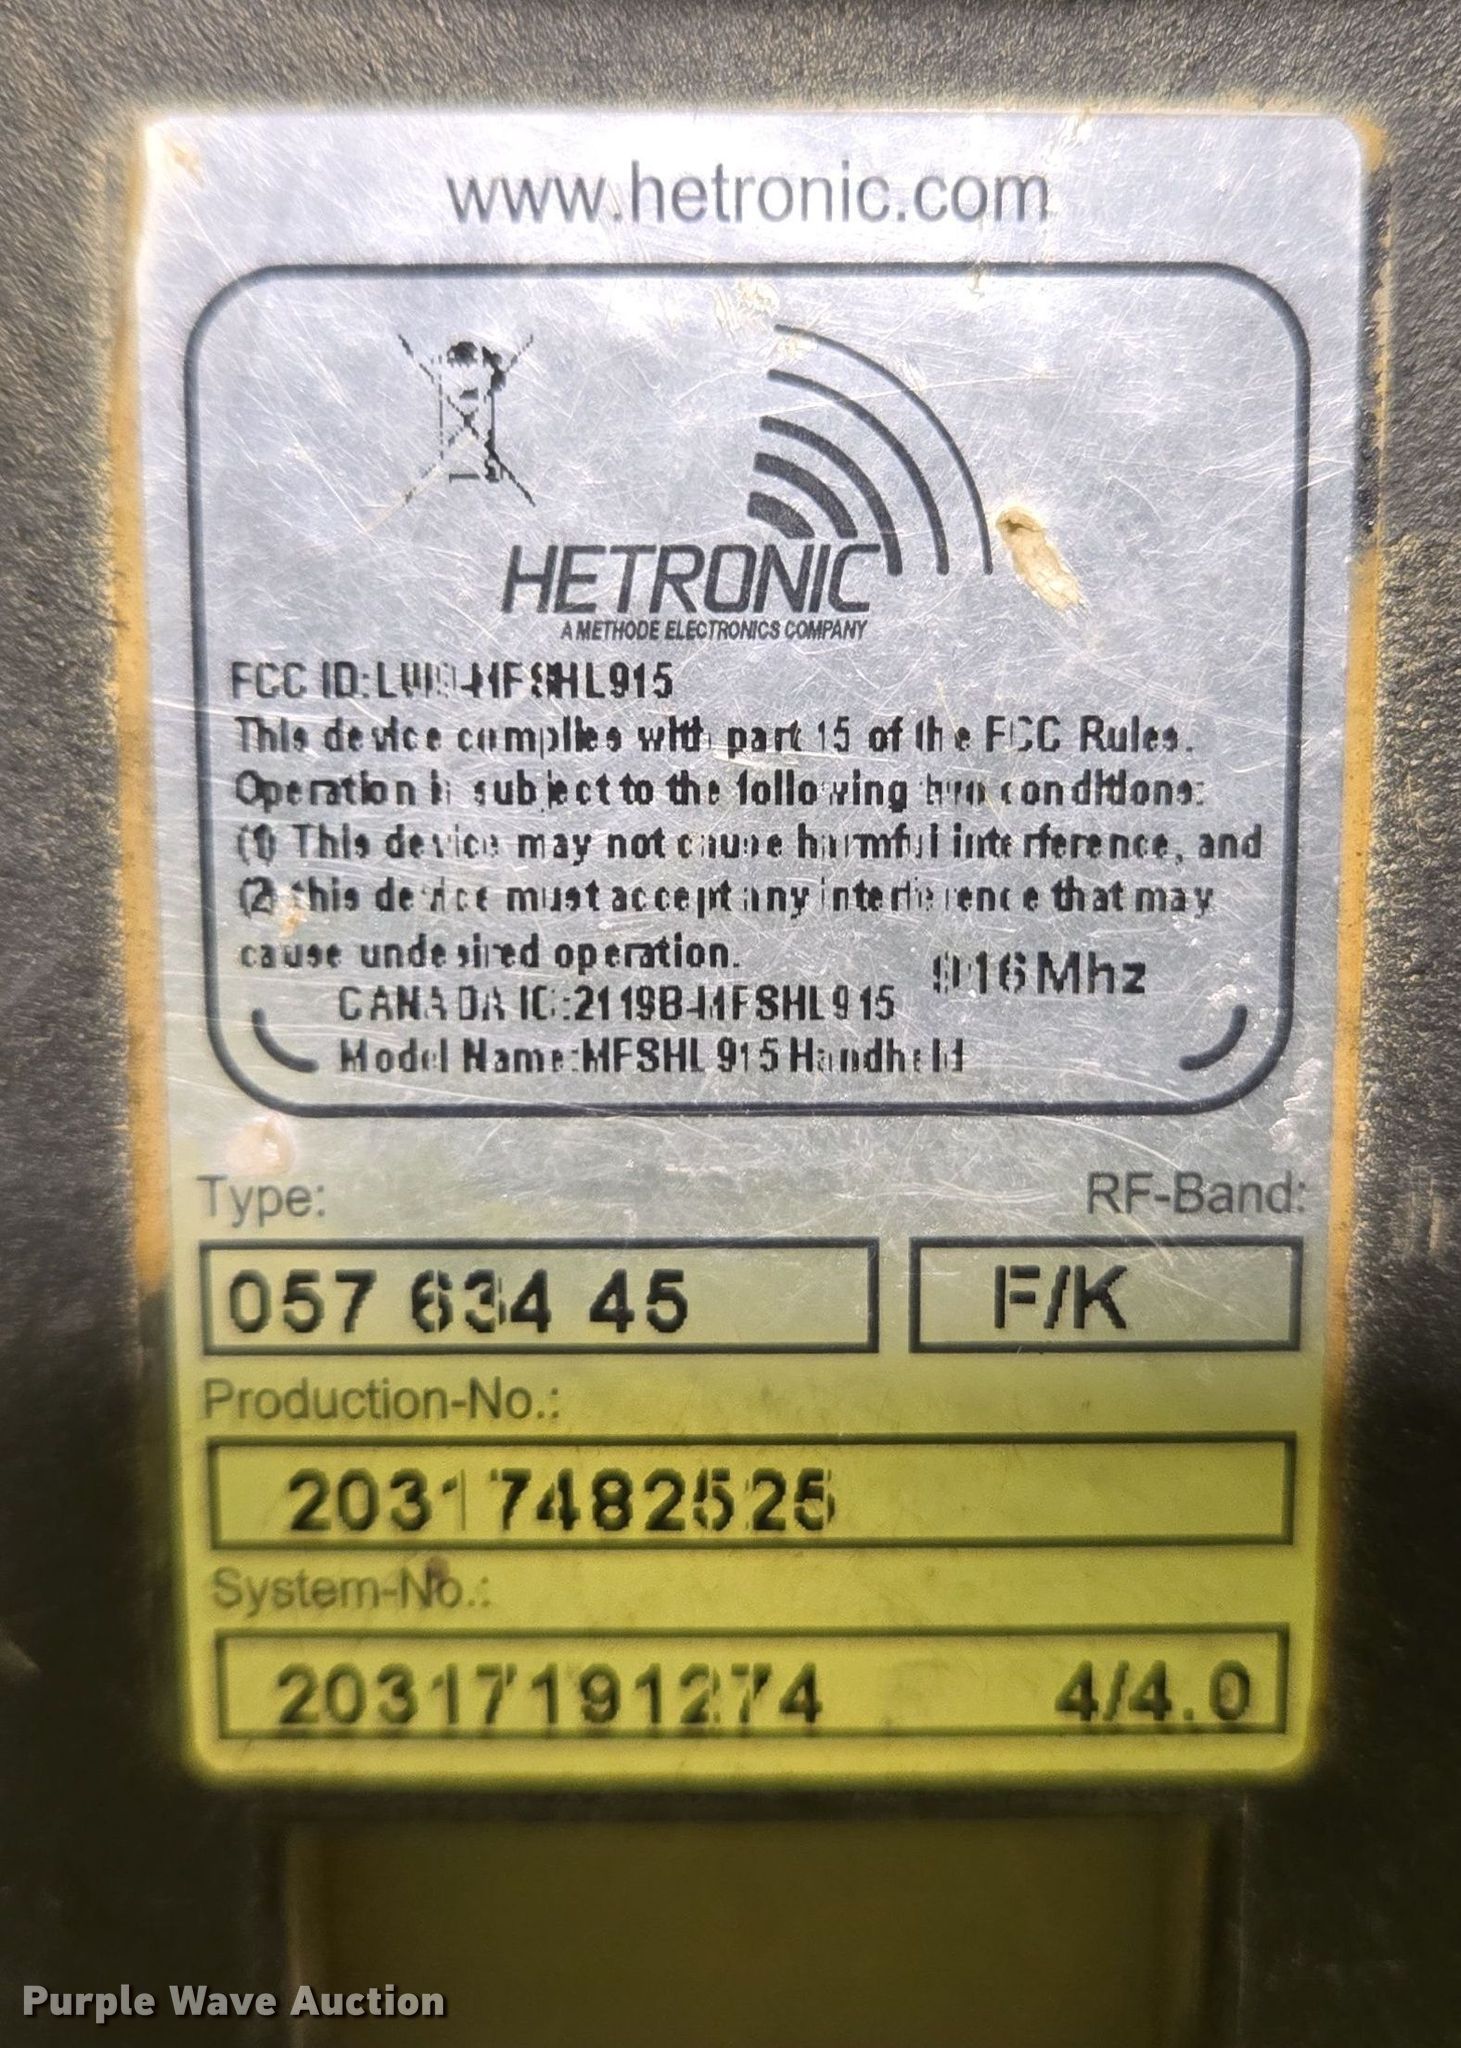 www.hetronic.com
HETRONIC
A METHODE ELECTRONICS COMPANY
FCC ID:
This device complies with part 15 of the FCC Rules.
Operation is subject to the following two conditions:
(1) This device may not cause harmful interference, and
(2) this device must accept any interference that may
cause undesired operation.
916Mhz
CANADA IC:2119B-MFSHL915
Model Name:MFSHL915 Handheld
Type:
RF-Band:
057 634 45
F/K
Production-No.:
20317482525
System-No.:
20317191274 4/4.0
Purple Wave Auction